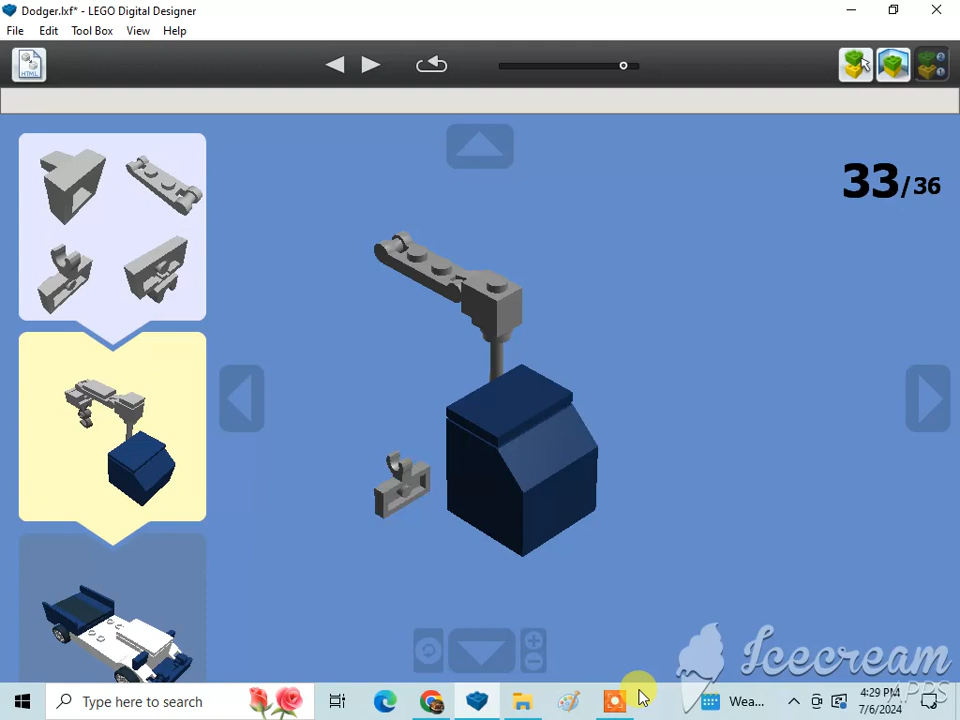 Dodger.lxf* - LEGO Digital Designer
File Edit Tool Box View Help
HTML
33/36
Icecream
APPS
Type here to search
Wea...
4:29 PM
7/6/2024